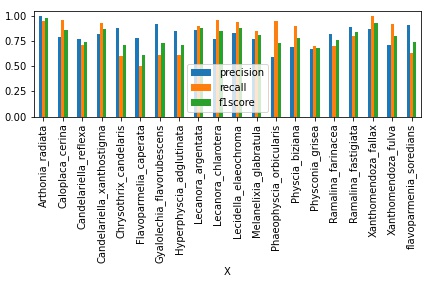 1.00
0.75
0.50
0.25
0.00
precision
recall
f1score
Arthonia_radiata
Caloplaca_cerina
Candelariella_reflexa
Candelariella_xanthostigma
Chrysothrix_candelaris
Flavoparmelia_caperata
Gyalolechia_flavorubescens
Hyperphyscia_adglutinata
Lecanora_argentata
Lecanora_chlarotera
Lecidella_elaeochroma
Melanelixia_glabratula
Phaeophyscia_orbicularis
Physcia_biziana
Physconia_grisea
Ramalina_farinacea
Ramalina_fastigiata
Xanthomendoza_fallax
Xanthomendoza_fulva
flavoparmenia_soredians
X